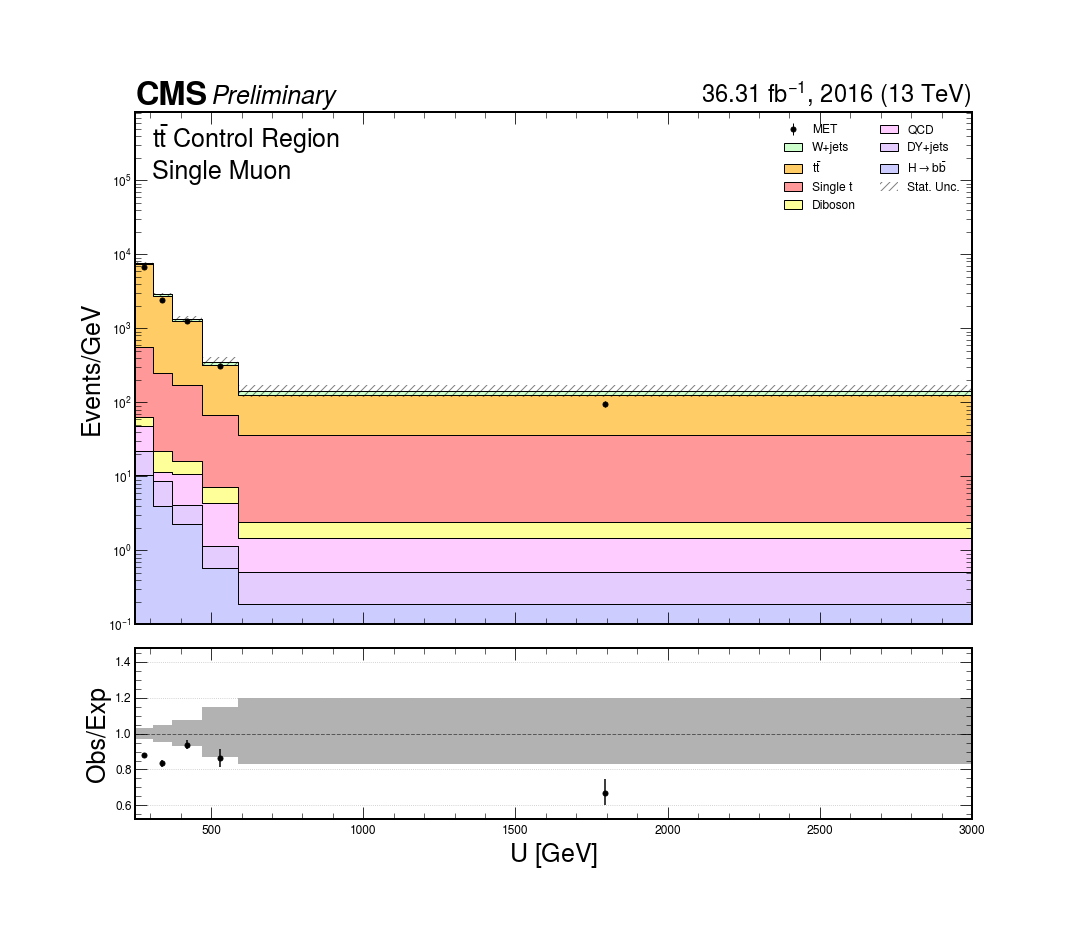 CMS Preliminary
36.31 fb⁻¹, 2016 (13 TeV)
tt̄ Control Region
Single Muon
MET
W+jets
tt̄
Single t
Diboson
QCD
DY+jets
H→bb̄
Stat. Unc.
Events/GeV
10⁵
10⁴
10³
10²
10¹
10⁰
10⁻¹
Obs/Exp
1.4
1.2
1.0
0.8
0.6
500 1000 1500 2000 2500 3000
U [GeV]